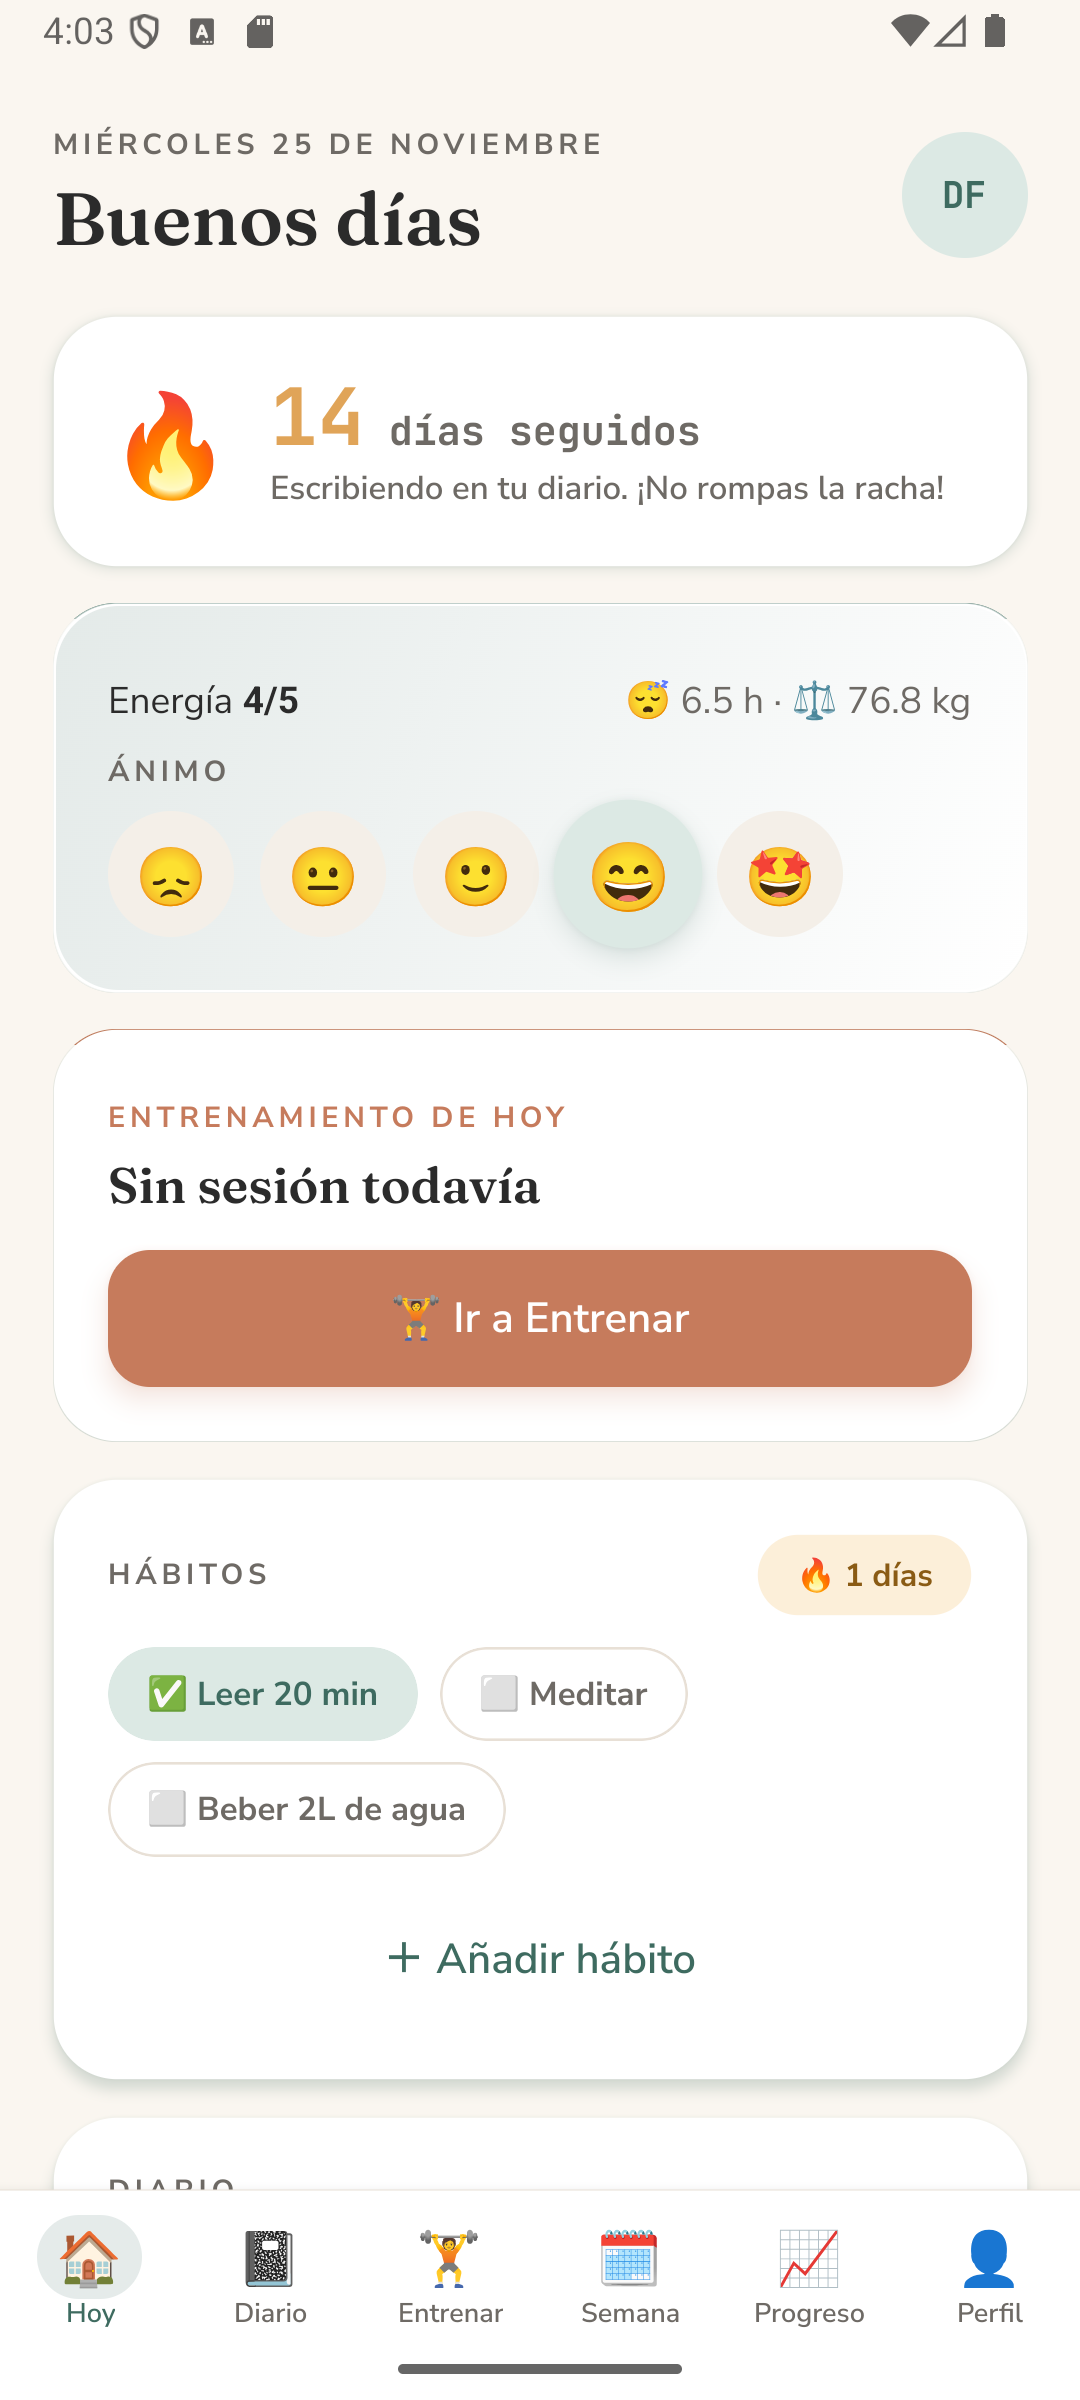 4:03
MIÉRCOLES 25 DE NOVIEMBRE
Buenos días
DF
14 días seguidos
Escribiendo en tu diario. ¡No rompas la racha!
Energía 4/5
😴 6.5 h · ⚖️ 76.8 kg
ÁNIMO
ENTRENAMIENTO DE HOY
Sin sesión todavía
🏋️ Ir a Entrenar
HÁBITOS
🔥 1 días
✅ Leer 20 min
⬜ Meditar
⬜ Beber 2L de agua
+ Añadir hábito
DIARIO
Hoy
Diario
Entrenar
Semana
Progreso
Perfil